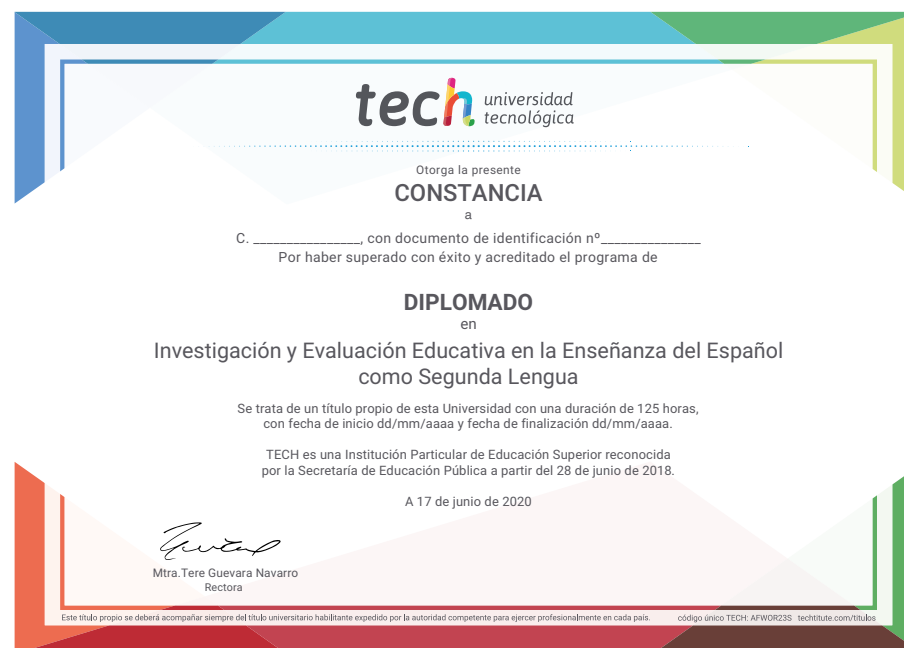 tech universidad
tecnológica
Otorga la presente
CONSTANCIA
a
C. ________________, con documento de identificación nº_______________
Por haber superado con éxito y acreditado el programa de
DIPLOMADO
en
Investigación y Evaluación Educativa en la Enseñanza del Español
como Segunda Lengua
Se trata de un título propio de esta Universidad con una duración de 125 horas,
con fecha de inicio dd/mm/aaaa y fecha de finalización dd/mm/aaaa.
TECH es una Institución Particular de Educación Superior reconocida
por la Secretaría de Educación Pública a partir del 28 de junio de 2018.
A 17 de junio de 2020
Mtra.Tere Guevara Navarro
Rectora
Este título propio se deberá acompañar siempre del título universitario habilitante expedido por la autoridad competente para ejercer profesionalmente en cada país. código único TECH: AFWOR23S techtitute.com/titulos